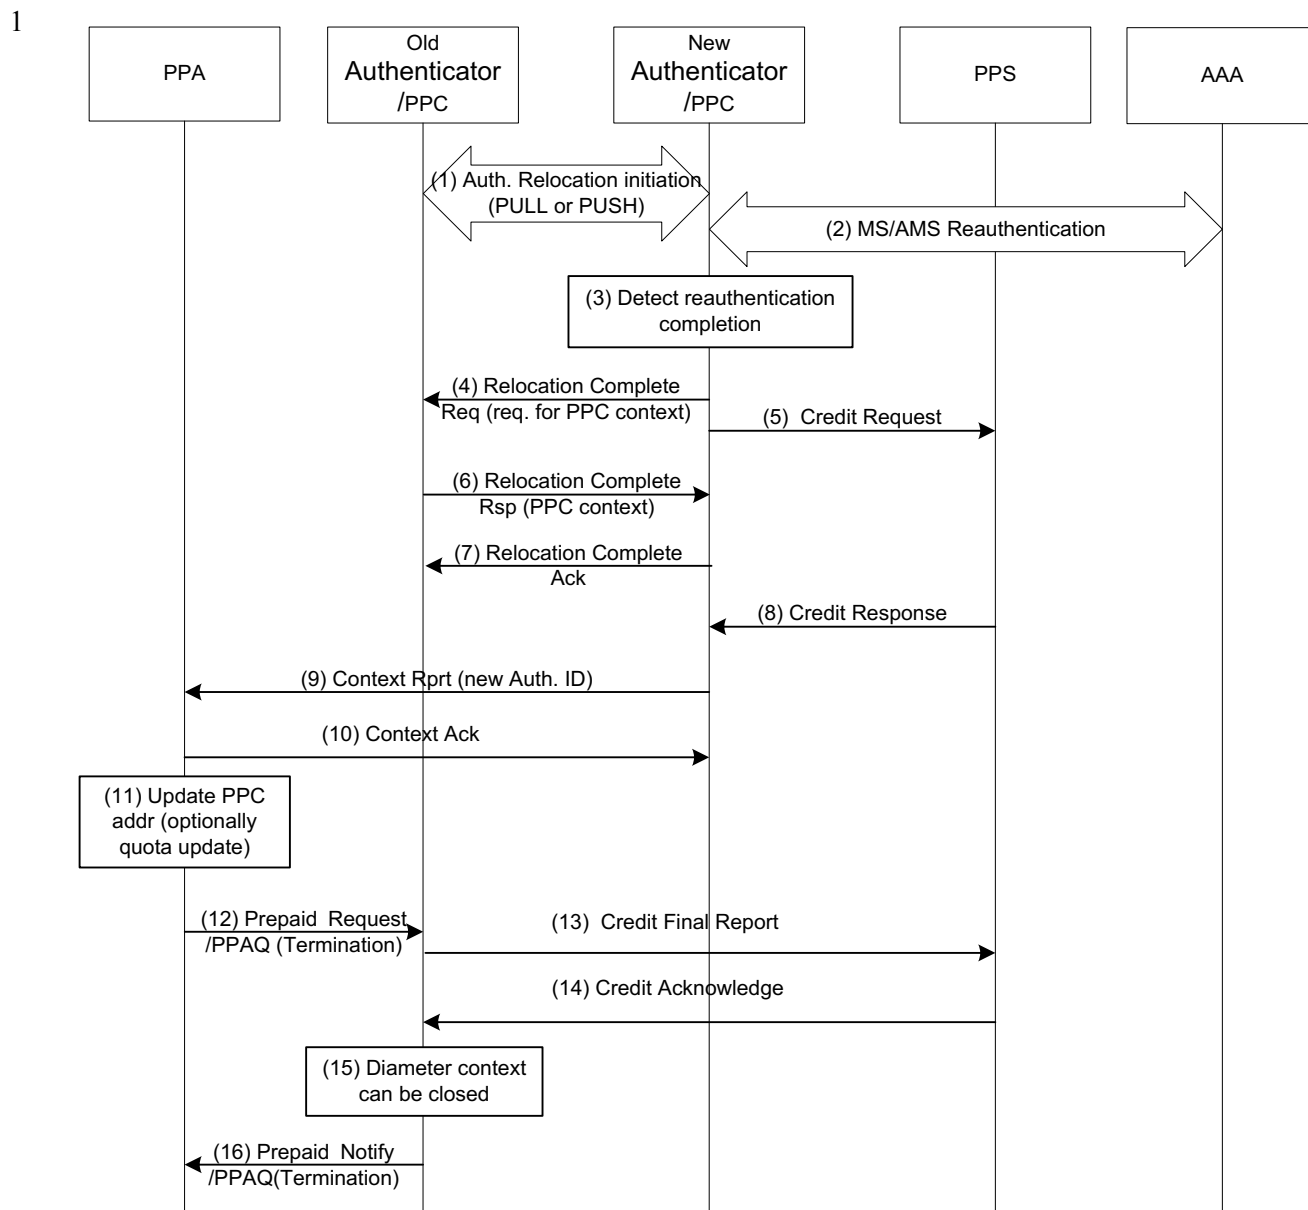 1
PPA
Old
Authenticator
/PPC
New
Authenticator
/PPC
PPS
AAA
(1) Auth. Relocation initiation
(PULL or PUSH)
(2) MS/AMS Reauthentication
(3) Detect reauthentication
completion
(4) Relocation Complete
Req (req. for PPC context)
(5) Credit Request
(6) Relocation Complete
Rsp (PPC context)
(7) Relocation Complete
Ack
(8) Credit Response
(9) Context Rprt (new Auth. ID)
(10) Context Ack
(11) Update PPC
addr (optionally
quota update)
(12) Prepaid Request
/PPAQ (Termination)
(13) Credit Final Report
(14) Credit Acknowledge
(15) Diameter context
can be closed
(16) Prepaid Notify
/PPAQ(Termination)